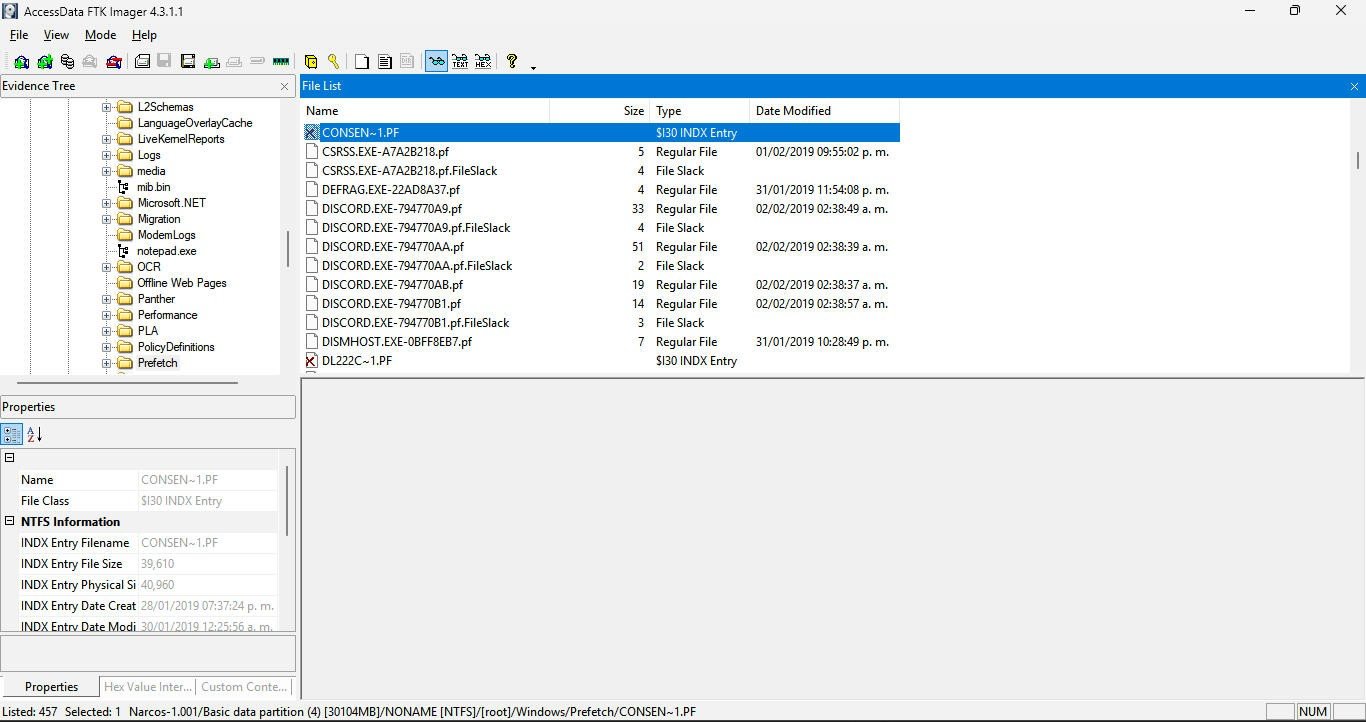 AccessData FTK Imager 4.3.1.1
File View Mode Help
Evidence Tree
L2Schemas
LanguageOverlayCache
LiveKernelReports
Logs
media
mib.bin
Microsoft.NET
Migration
ModemLogs
notepad.exe
OCR
Offline Web Pages
Panther
Performance
PLA
PolicyDefinitions
Prefetch
File List
Name Size Type Date Modified
CONSEN~1.PF $I30 INDX Entry
CSRSS.EXE-A7A2B218.pf 5 Regular File 01/02/2019 09:55:02 p. m.
CSRSS.EXE-A7A2B218.pf.FileSlack 4 File Slack
DEFRAG.EXE-22AD8A37.pf 4 Regular File 31/01/2019 11:54:08 p. m.
DISCORD.EXE-794770A9.pf 33 Regular File 02/02/2019 02:38:49 a. m.
DISCORD.EXE-794770A9.pf.FileSlack 4 File Slack
DISCORD.EXE-794770AA.pf 51 Regular File 02/02/2019 02:38:39 a. m.
DISCORD.EXE-794770AA.pf.FileSlack 2 File Slack
DISCORD.EXE-794770AB.pf 19 Regular File 02/02/2019 02:38:37 a. m.
DISCORD.EXE-794770B1.pf 14 Regular File 02/02/2019 02:38:57 a. m.
DISCORD.EXE-794770B1.pf.FileSlack 3 File Slack
DISMHOST.EXE-0BFF8EB7.pf 7 Regular File 31/01/2019 10:28:49 p. m.
DL222C~1.PF $I30 INDX Entry
Properties
Name CONSEN~1.PF
File Class $I30 INDX Entry
NTFS Information
INDX Entry Filename CONSEN~1.PF
INDX Entry File Size 39,610
INDX Entry Physical Si 40,960
INDX Entry Date Creat 28/01/2019 07:37:24 p. m.
INDX Entry Date Modi 30/01/2019 12:25:56 a. m.
Properties Hex Value Inter... Custom Conte...
Listed: 457 Selected: 1 Narcos-1.001/Basic data partition (4) [30104MB]/NONAME [NTFS]/[root]/Windows/Prefetch/CONSEN~1.PF NUM